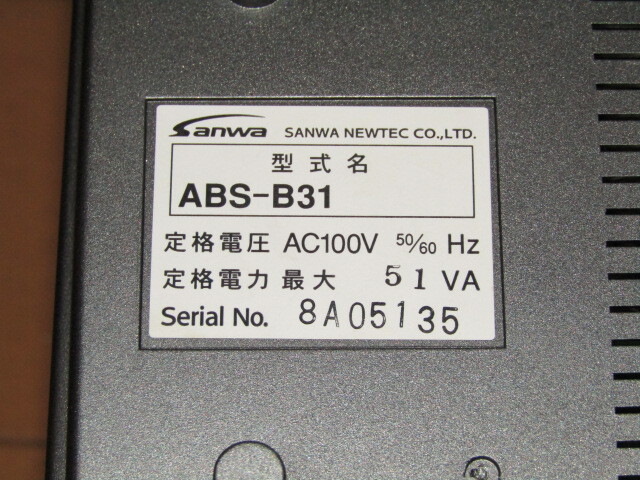 Sanwa SANWA NEWTEC CO.,LTD.
型式名
ABS-B31
定格電圧 AC100V 50/60 Hz
定格電力 最大 51 VA
Serial No. 8A05135